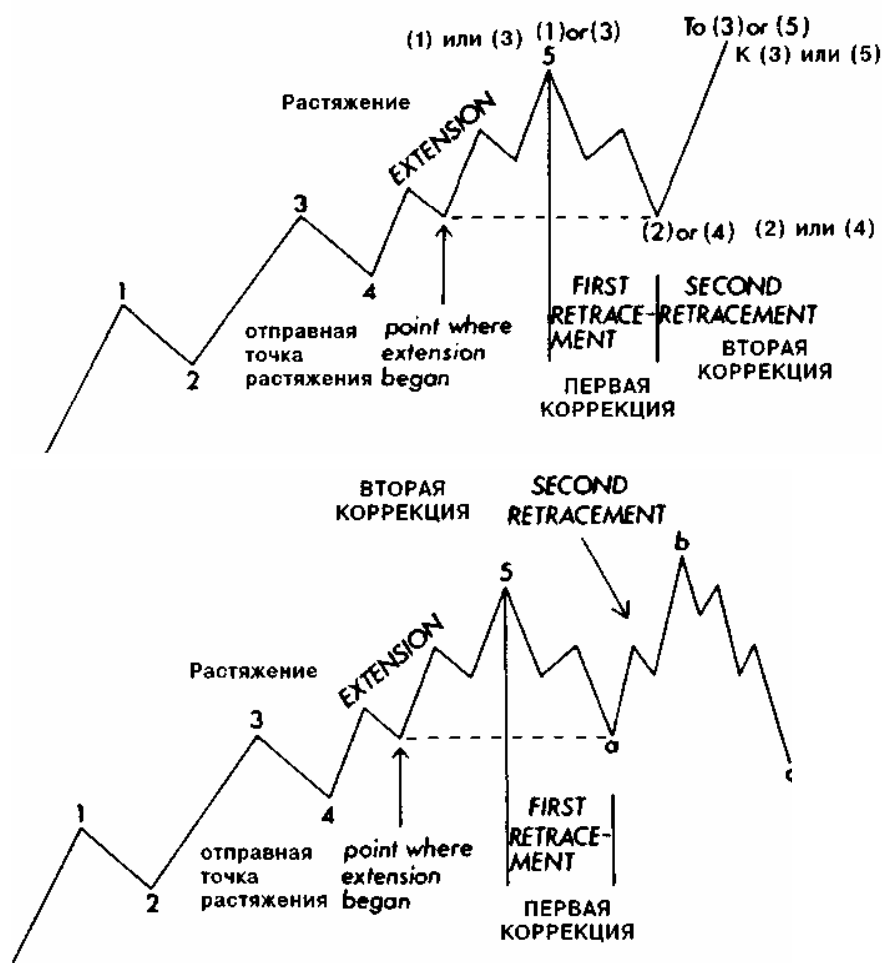 (1) или (3) (1)or(3)
5
To (3)or (5)
К (3) или (5)
Растяжение
EXTENSION
3
1
4
2
(2)or (4) (2) или (4)
отправная
точка
растяжения
point where
extension
began
FIRST
RETRACE-
MENT
ПЕРВАЯ
КОРРЕКЦИЯ
SECOND
RETRACEMENT
ВТОРАЯ
КОРРЕКЦИЯ
ВТОРАЯ
КОРРЕКЦИЯ
SECOND
RETRACEMENT
b
5
Растяжение
EXTENSION
3
1
4
2
a
отправная
точка
растяжения
point where
extension
began
FIRST
RETRACE-
MENT
ПЕРВАЯ
КОРРЕКЦИЯ